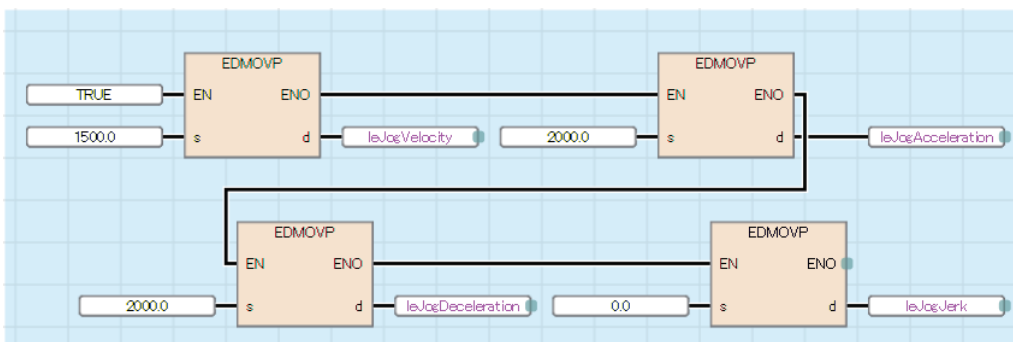 EDMOVP
TRUE
EN
ENO
1500.0
s
d
leJogVelocity
EDMOVP
EN
ENO
2000.0
s
d
leJogAcceleration
EDMOVP
EN
ENO
2000.0
s
d
leJogDeceleration
EDMOVP
EN
ENO
0.0
s
d
leJogJerk